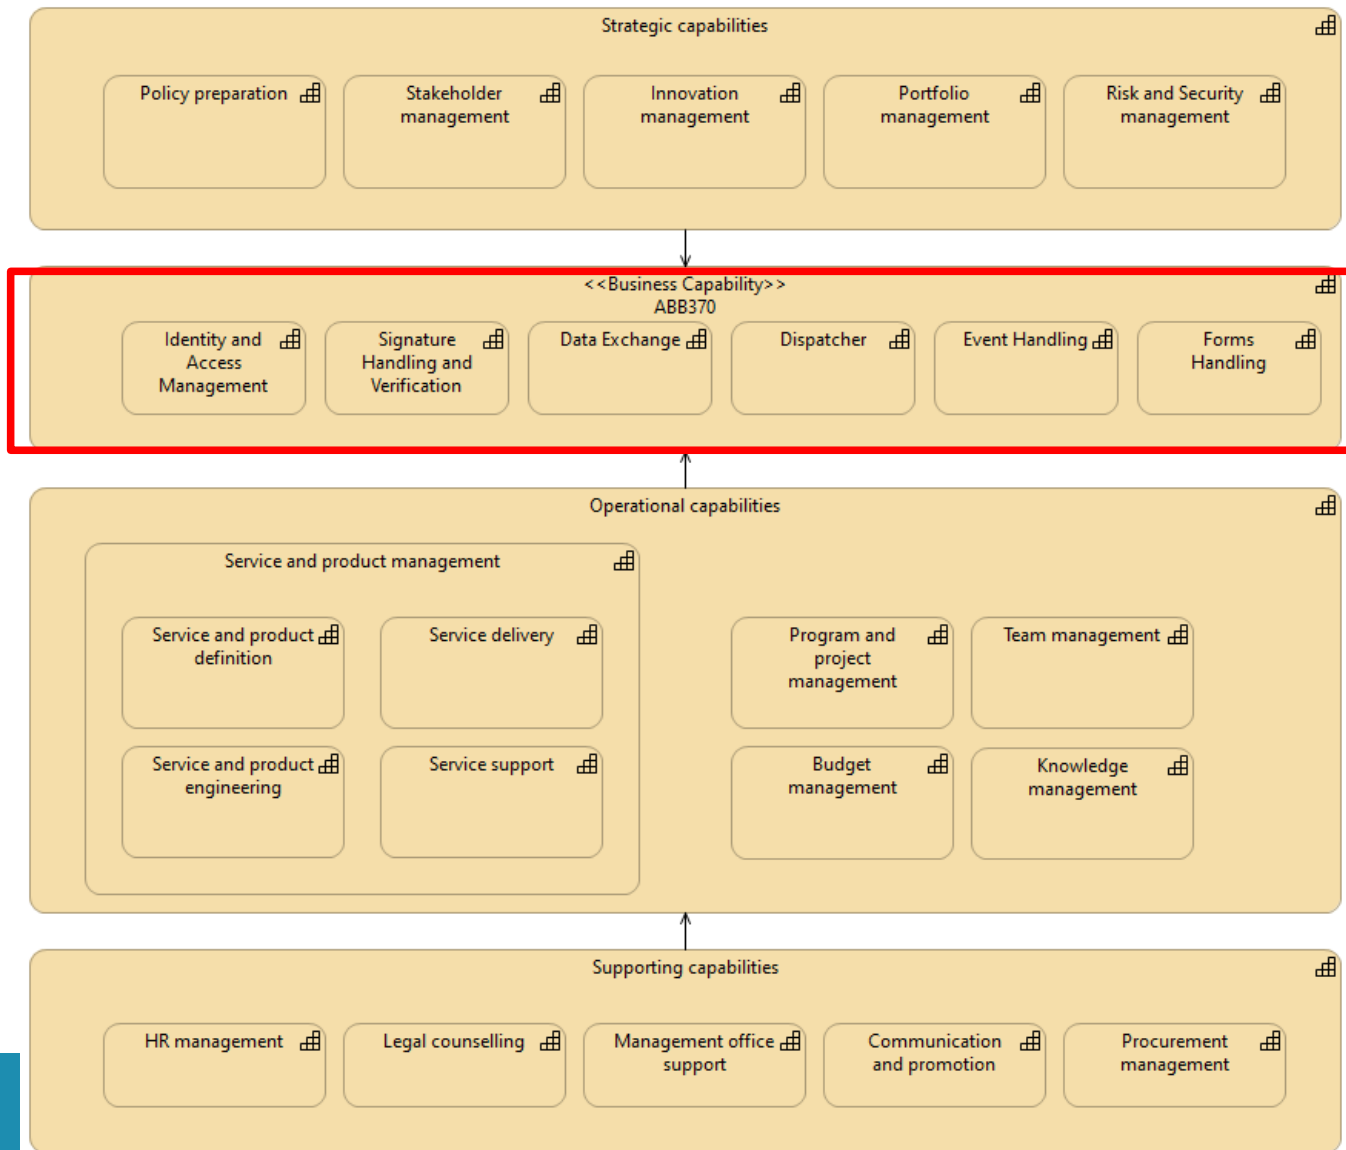 Strategic capabilities
Policy preparation
Stakeholder
management
Innovation
management
Portfolio
management
Risk and Security
management
<<Business Capability>>
ABB370
Identity and
Access
Management
Signature
Handling and
Verification
Data Exchange
Dispatcher
Event Handling
Forms
Handling
Operational capabilities
Service and product management
Service and product
definition
Service delivery
Service and product
engineering
Service support
Program and
project
management
Team management
Budget
management
Knowledge
management
Supporting capabilities
HR management
Legal counselling
Management office
support
Communication
and promotion
Procurement
management